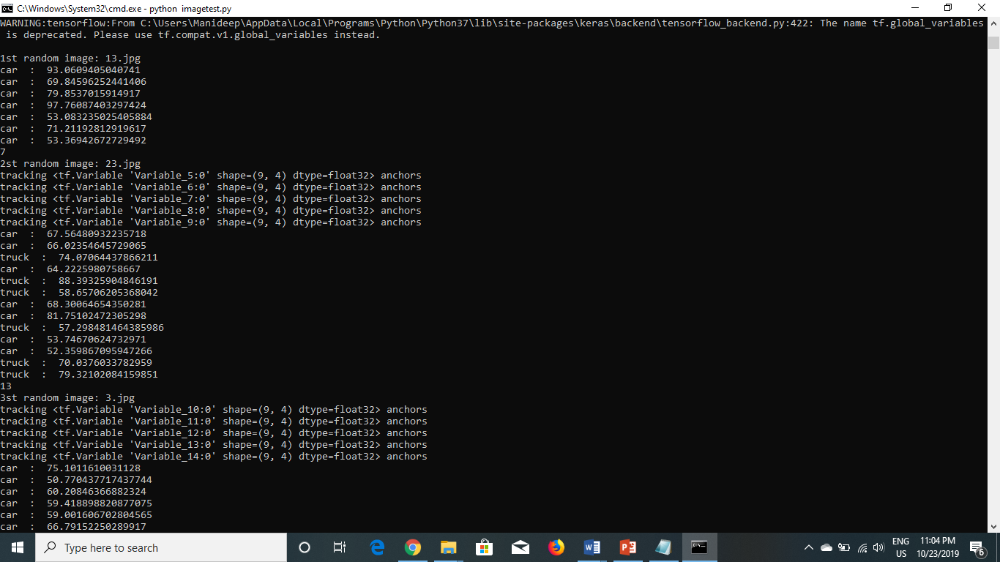 C:\Windows\System32\cmd.exe - python  imagetest.py
WARNING:tensorflow:From C:\Users\Manideep\AppData\Local\Programs\Python\Python37\lib\site-packages\keras\backend\tensorflow_backend.py:422: The name tf.global_variables
 is deprecated. Please use tf.compat.v1.global_variables instead.
1st random image: 13.jpg
car  :  93.0609405040741
car  :  69.84596252441406
car  :  79.8537015914917
car  :  97.76087403297424
car  :  53.083235025405884
car  :  71.21192812919617
car  :  53.36942672729492
7
2st random image: 23.jpg
tracking <tf.Variable 'Variable_5:0' shape=(9, 4) dtype=float32> anchors
tracking <tf.Variable 'Variable_6:0' shape=(9, 4) dtype=float32> anchors
tracking <tf.Variable 'Variable_7:0' shape=(9, 4) dtype=float32> anchors
tracking <tf.Variable 'Variable_8:0' shape=(9, 4) dtype=float32> anchors
tracking <tf.Variable 'Variable_9:0' shape=(9, 4) dtype=float32> anchors
car  :  67.56480932235718
car  :  66.02354645729065
truck  :  74.07064437866211
car  :  64.2225980758667
truck  :  88.39325904846191
truck  :  58.65706205368042
car  :  68.30064654350281
car  :  81.75102472305298
truck  :  57.298481464385986
car  :  53.74670624732971
car  :  52.359867095947266
truck  :  70.0376033782959
truck  :  79.32102084159851
13
3st random image: 3.jpg
tracking <tf.Variable 'Variable_10:0' shape=(9, 4) dtype=float32> anchors
tracking <tf.Variable 'Variable_11:0' shape=(9, 4) dtype=float32> anchors
tracking <tf.Variable 'Variable_12:0' shape=(9, 4) dtype=float32> anchors
tracking <tf.Variable 'Variable_13:0' shape=(9, 4) dtype=float32> anchors
tracking <tf.Variable 'Variable_14:0' shape=(9, 4) dtype=float32> anchors
car  :  75.1011610031128
car  :  50.770437717437744
car  :  60.20846366882324
car  :  59.418898820877075
car  :  59.001606702804565
car  :  66.79152250289917
Type here to search
ENG
US
11:04 PM
10/23/2019
6